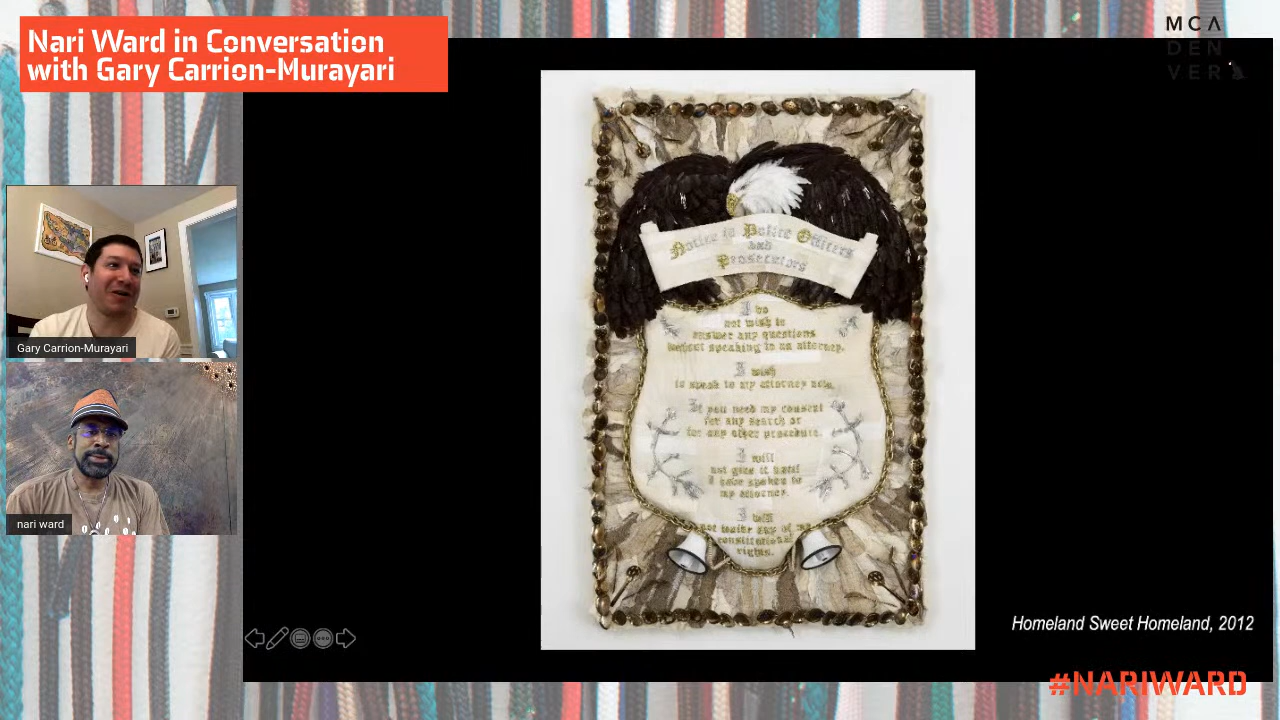 Nari Ward in Conversation
with Gary Carrion-Murayari
MCA
DEN
VER
Gary Carrion-Murayari
nari ward
Notice to Police Officers
and
Prosecutors
I do
not wish to
answer any questions
without speaking to an attorney.
I wish
to speak to my attorney now.
If you need my consent
for any search or
for any other procedure.
I will
not give it until
I have spoken to
my attorney.
I will
not waive any of my
constitutional
rights.
Homeland Sweet Homeland, 2012
#NARIWARD